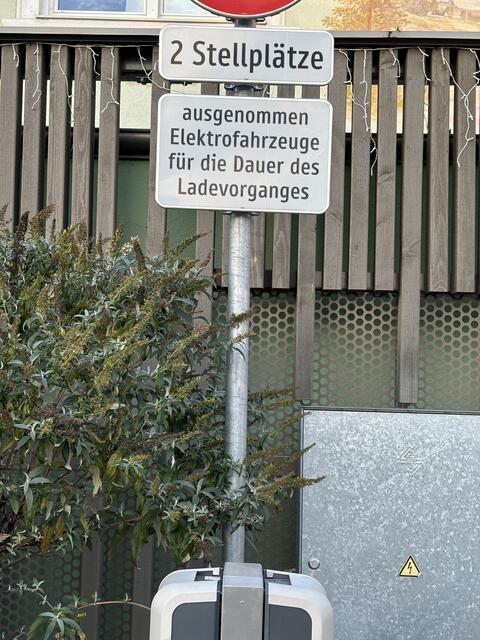 2 Stellplätze
ausgenommen
Elektrofahrzeuge
für die Dauer des
Ladevorganges